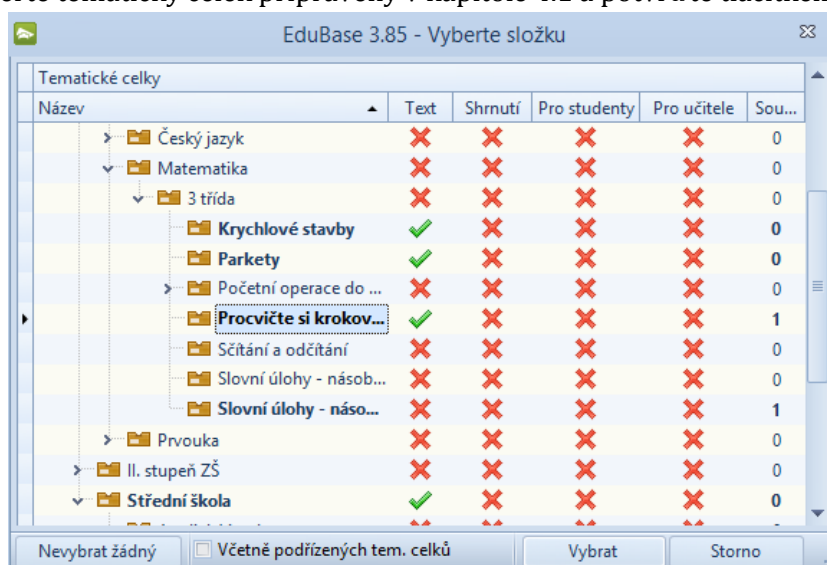 EduBase 3.85 - Vyberte složku
Tematické celky
Název Text Shrnutí Pro studenty Pro učitele Sou...
Český jazyk 0
Matematika 0
3 třída 0
Krychlové stavby 0
Parkety 0
Početní operace do ... 0
Procvičte si krokov... 1
Sčítání a odčítání 0
Slovní úlohy - násob... 0
Slovní úlohy - náso... 1
Prvouka 0
II. stupeň ZŠ 0
Střední škola 0
Nevybrat žádný Včetně podřízených tem. celků Vybrat Storno